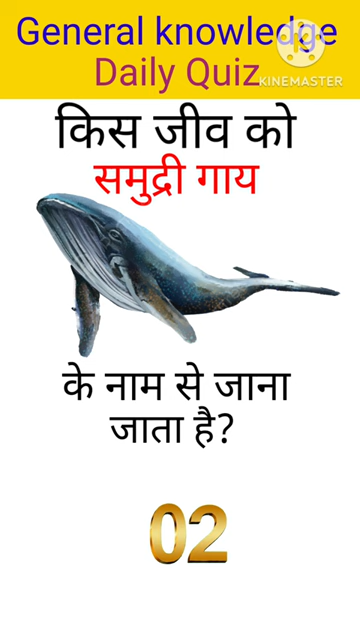 General knowledge
Daily Quiz
KINEMASTER
किस जीव को
समुद्री गाय
के नाम से जाना
जाता है?
02